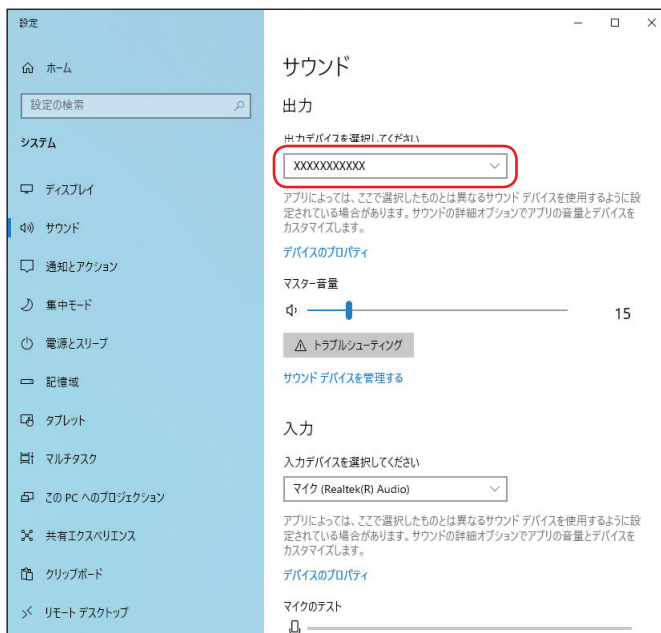 設定
ホーム
設定の検索
システム
ディスプレイ
サウンド
通知とアクション
集中モード
電源とスリープ
記憶域
タブレット
マルチタスク
この PC へのプロジェクション
共有エクスペリエンス
クリップボード
リモート デスクトップ
サウンド
出力
出力デバイスを選択してください
XXXXXXXXXXX
アプリによっては、ここで選択したものとは異なるサウンド デバイスを使用するように設
定されている場合があります。サウンドの詳細オプションでアプリの音量とデバイスを
カスタマイズします。
デバイスのプロパティ
マスター音量
15
トラブルシューティング
サウンド デバイスを管理する
入力
入力デバイスを選択してください
マイク (Realtek(R) Audio)
アプリによっては、ここで選択したものとは異なるサウンド デバイスを使用するように設
定されている場合があります。サウンドの詳細オプションでアプリの音量とデバイスを
カスタマイズします。
デバイスのプロパティ
マイクのテスト